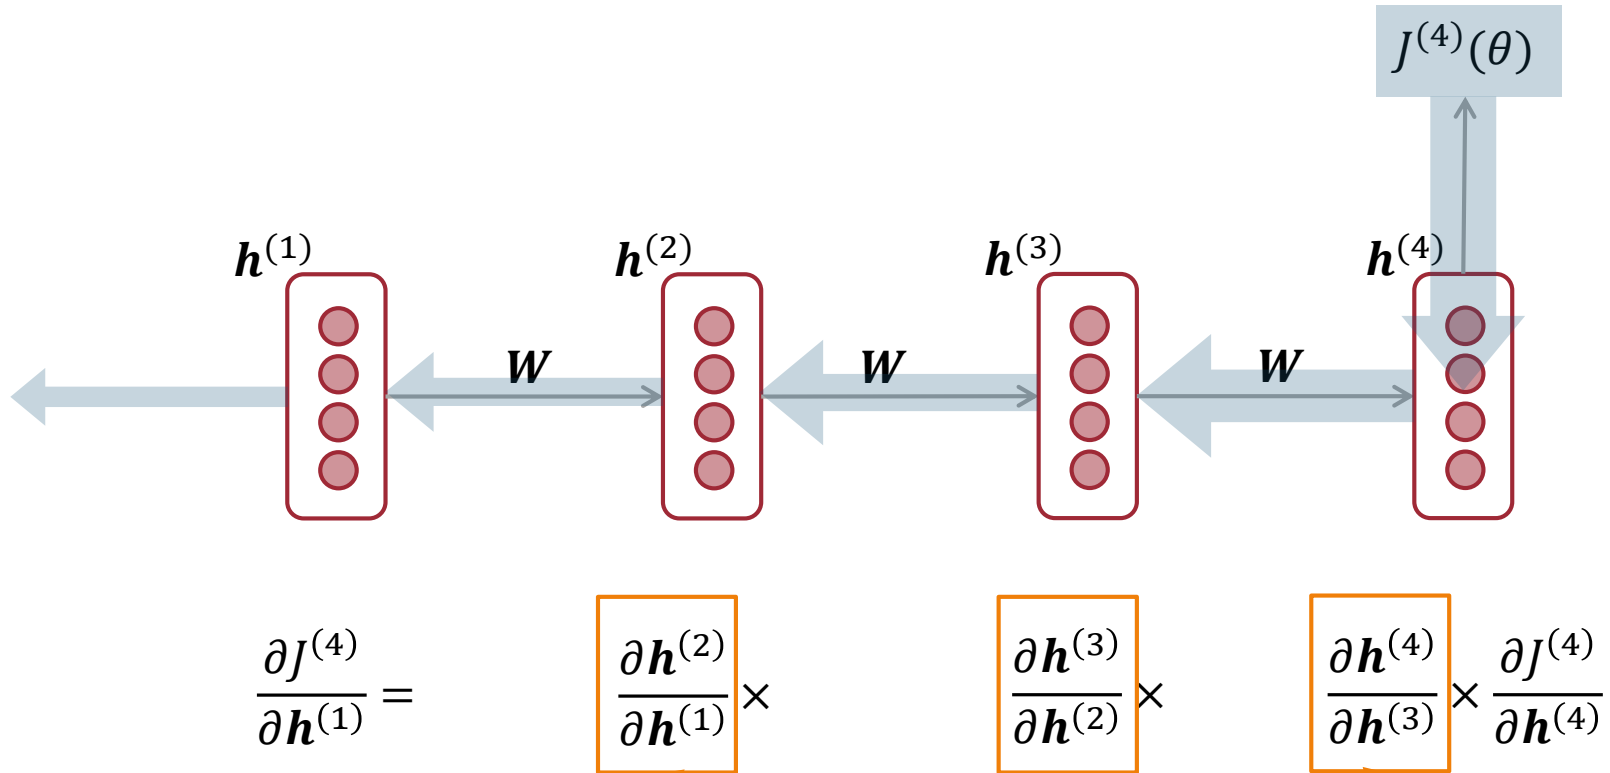 J⁽⁴⁾(θ)
h⁽¹⁾ h⁽²⁾ h⁽³⁾ h⁽⁴⁾
W W W
∂J⁽⁴⁾/∂h⁽¹⁾ = ∂h⁽²⁾/∂h⁽¹⁾ × ∂h⁽³⁾/∂h⁽²⁾ × ∂h⁽⁴⁾/∂h⁽³⁾ × ∂J⁽⁴⁾/∂h⁽⁴⁾